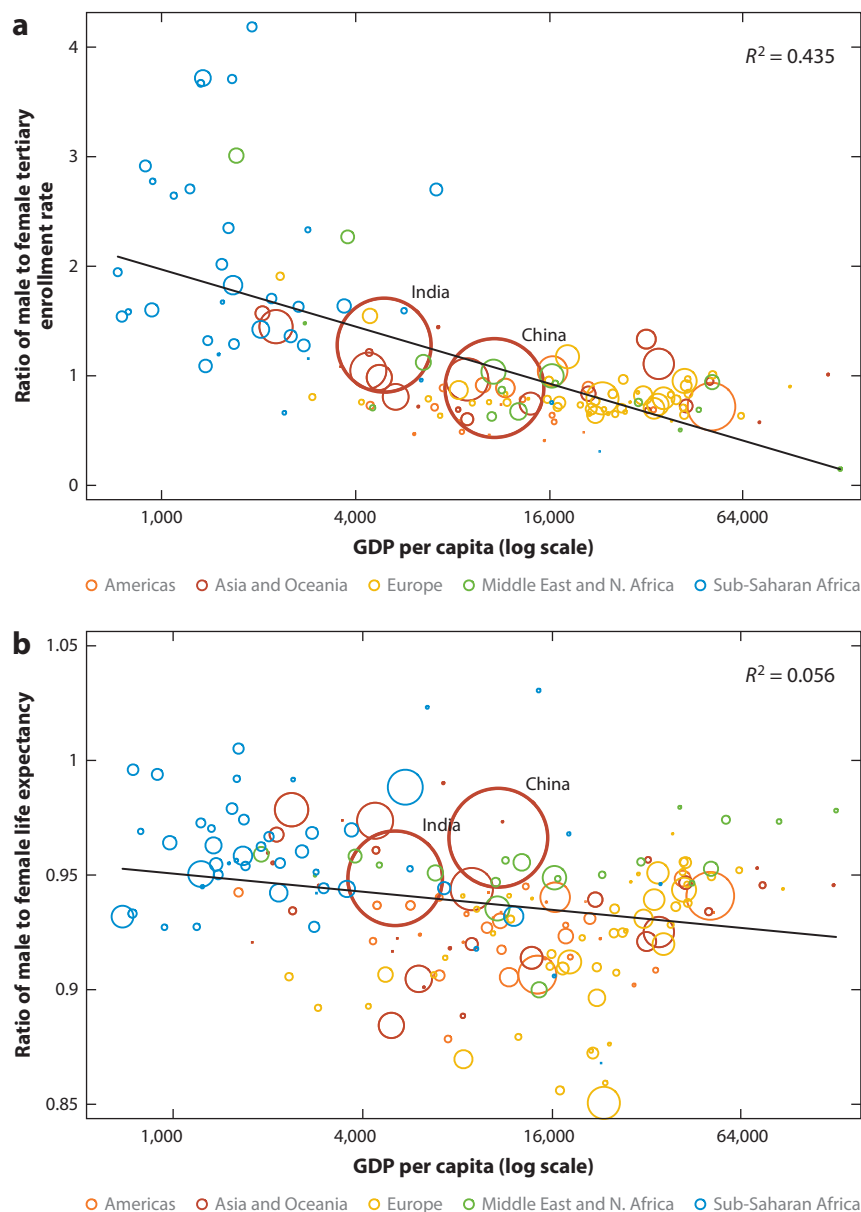 a
R² = 0.435
4
3
2
1
0
Ratio of male to female tertiary
enrollment rate
India
China
1,000 4,000 16,000 64,000
GDP per capita (log scale)
Americas Asia and Oceania Europe Middle East and N. Africa Sub-Saharan Africa
b
R² = 0.056
1.05
1
0.95
0.9
0.85
Ratio of male to female life expectancy
China
India
1,000 4,000 16,000 64,000
GDP per capita (log scale)
Americas Asia and Oceania Europe Middle East and N. Africa Sub-Saharan Africa